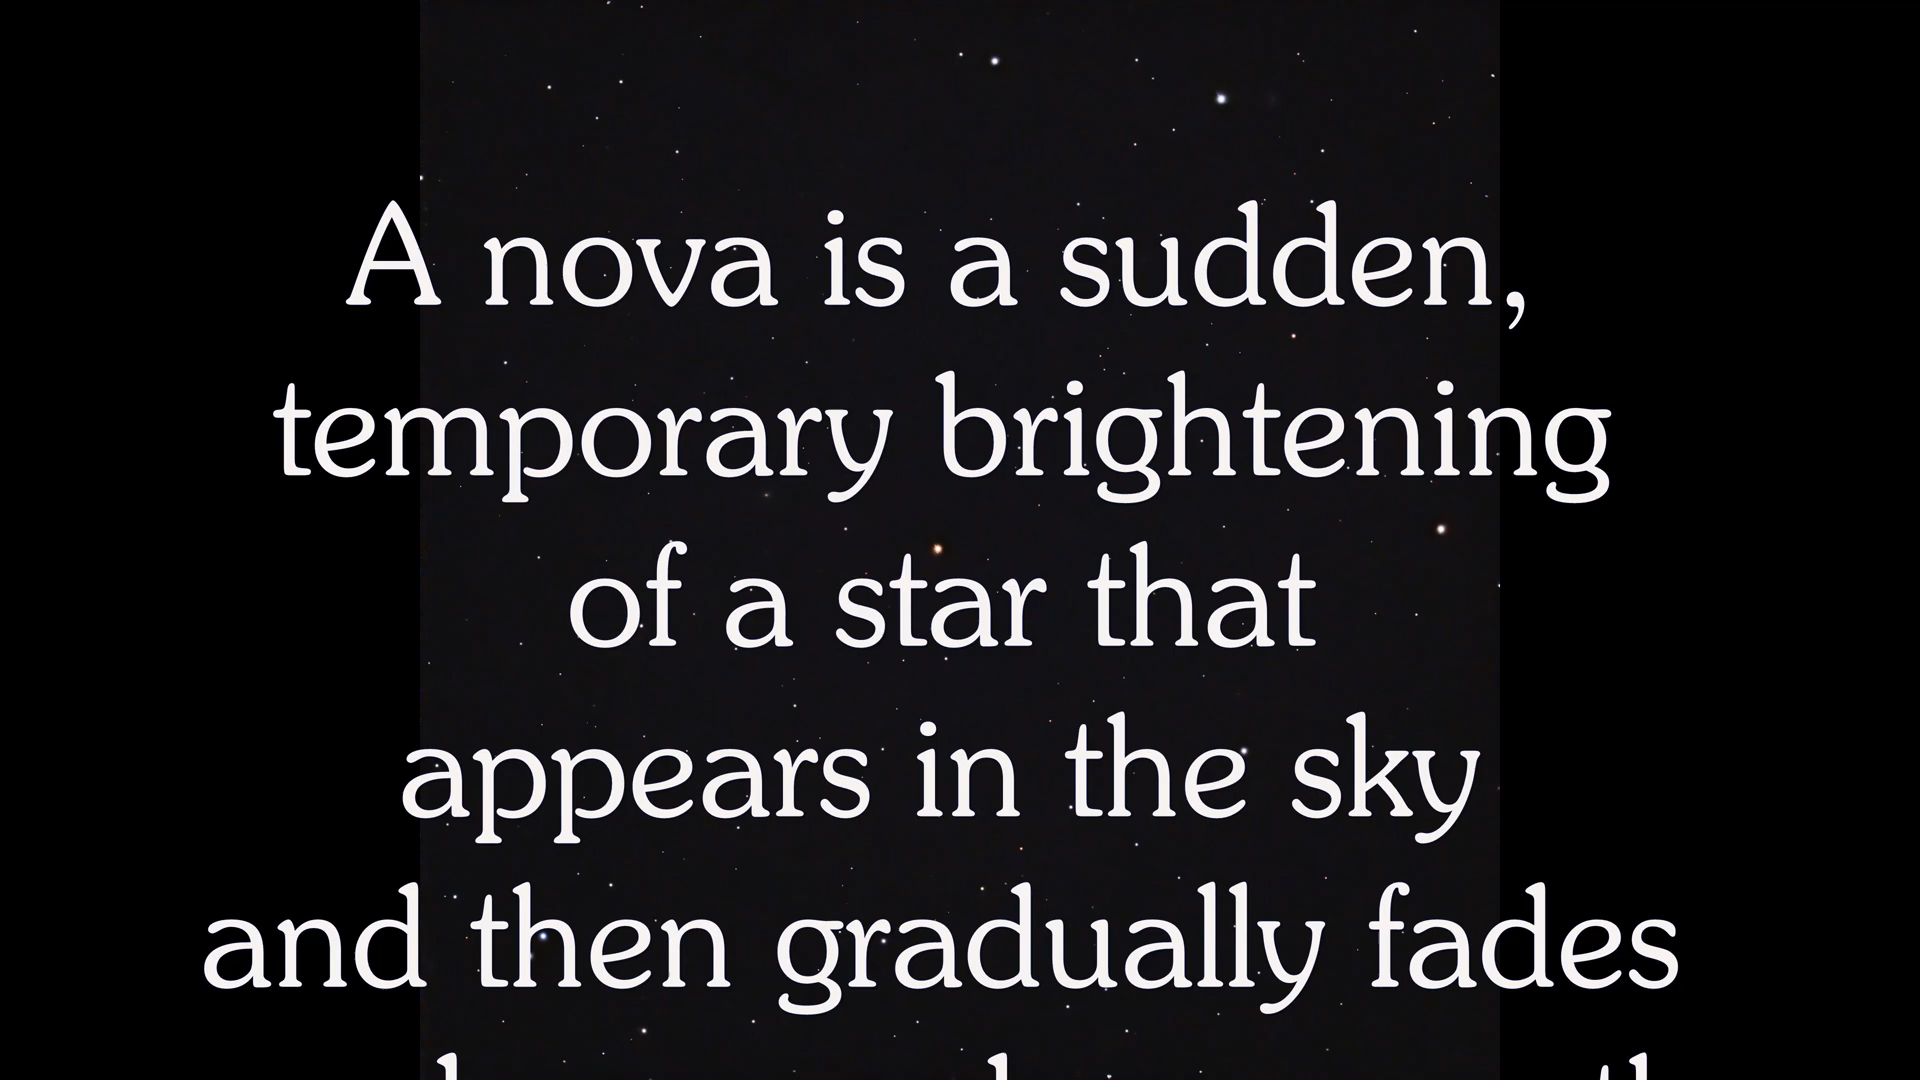 A nova is a sudden,
temporary brightening
of a star that
appears in the sky
and then gradually fades